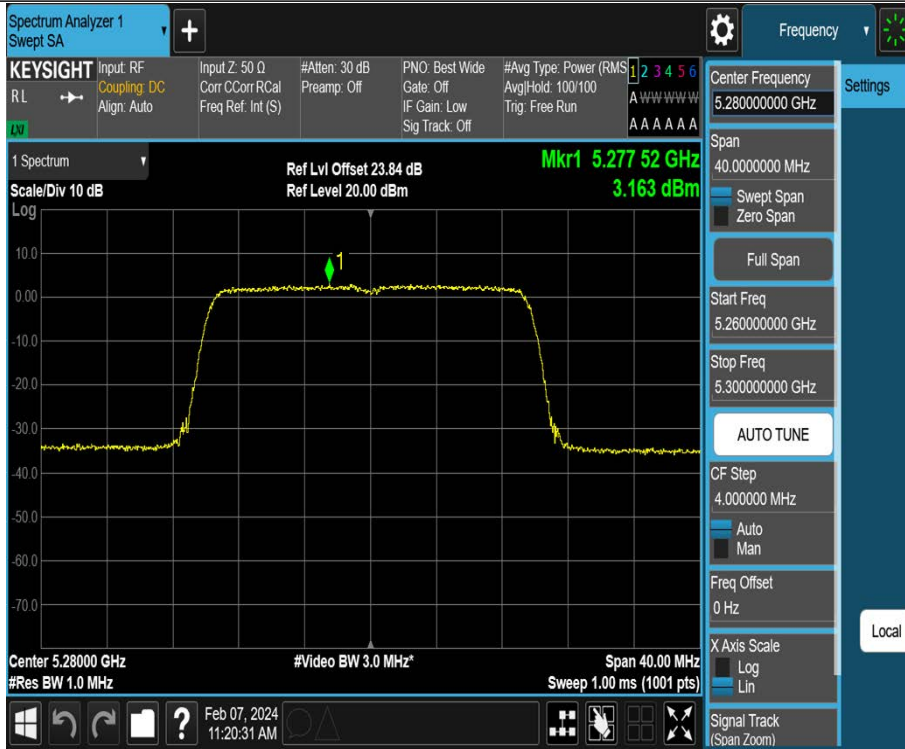 Spectrum Analyzer 1
Swept SA
+
Frequency
KEYSIGHT
RL
LXI
Input: RF
Coupling: DC
Align: Auto
Input Z: 50 Ω
Corr CCorr RCal
Freq Ref: Int (S)
#Atten: 30 dB
Preamp: Off
PNO: Best Wide
Gate: Off
IF Gain: Low
Sig Track: Off
#Avg Type: Power (RMS
Avg|Hold: 100/100
Trig: Free Run
1 2 3 4 5 6
A W W W W W
A A A A A A
1 Spectrum
Scale/Div 10 dB
Log
Ref Lvl Offset 23.84 dB
Ref Level 20.00 dBm
Mkr1 5.277 52 GHz
3.163 dBm
1
10.0
0.00
-10.0
-20.0
-30.0
-40.0
-50.0
-60.0
-70.0
Center 5.28000 GHz
#Res BW 1.0 MHz
#Video BW 3.0 MHz*
Span 40.00 MHz
Sweep 1.00 ms (1001 pts)
?
Feb 07, 2024
11:20:31 AM
Center Frequency
5.280000000 GHz
Span
40.0000000 MHz
Swept Span
Zero Span
Full Span
Start Freq
5.260000000 GHz
Stop Freq
5.300000000 GHz
AUTO TUNE
CF Step
4.000000 MHz
Auto
Man
Freq Offset
0 Hz
X Axis Scale
Log
Lin
Signal Track
(Span Zoom)
Settings
Local